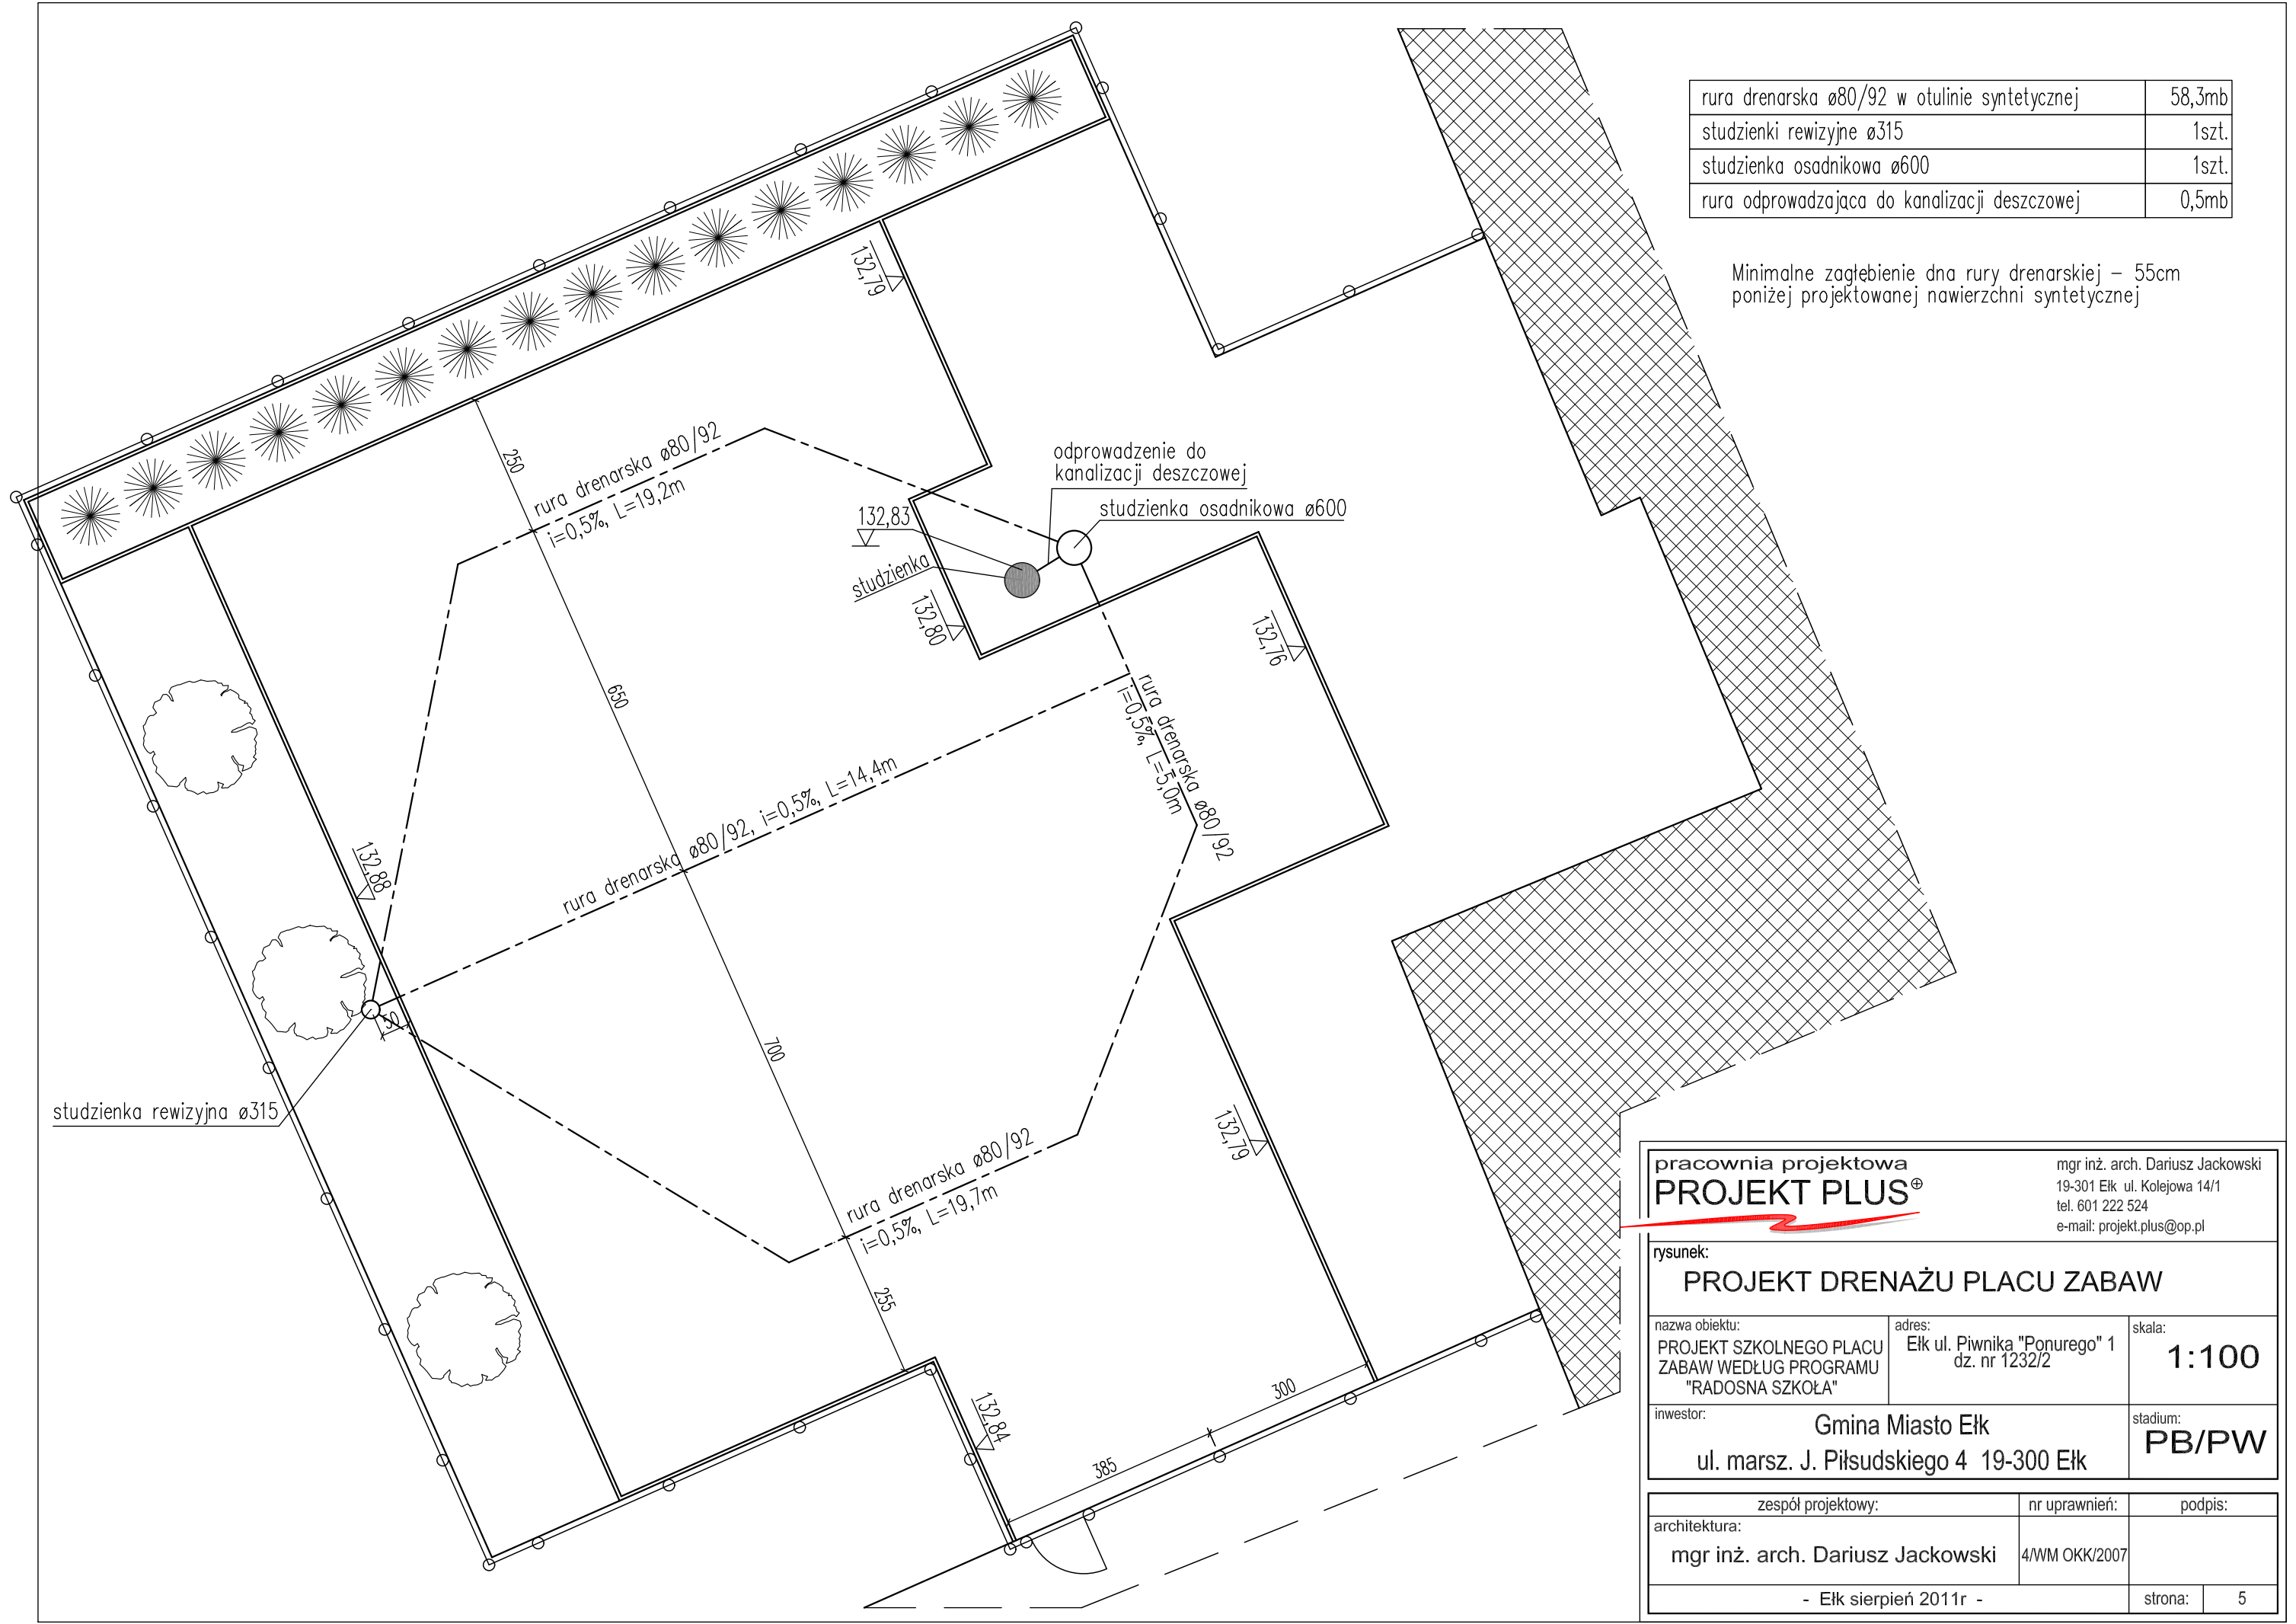 rura drenarska ø80/92 w otulinie syntetycznej 58,3mb
studzienki rewizyjne ø315 1szt.
studzienka osadnikowa ø600 1szt.
rura odprowadzająca do kanalizacji deszczowej 0,5mb
Minimalne zagłębienie dna rury drenarskiej – 55cm
poniżej projektowanej nawierzchni syntetycznej
132,79
250
rura drenarska ø80/92
i=0,5%, L=19,2m
odprowadzenie do
kanalizacji deszczowej
studzienka osadnikowa ø600
132,83
studzienka
132,80
132,76
650
rura drenarska ø80/92
i=0,5%, L=5,0m
rura drenarska ø80/92, i=0,5%, L=14,4m
132,88
50
700
studzienka rewizyjna ø315
132,79
rura drenarska ø80/92
i=0,5%, L=19,7m
255
132,84
300
385
pracownia projektowa
PROJEKT PLUS
mgr inż. arch. Dariusz Jackowski
19-301 Ełk ul. Kolejowa 14/1
tel. 601 222 524
e-mail: projekt.plus@op.pl
rysunek:
PROJEKT DRENAŻU PLACU ZABAW
nazwa obiektu:
PROJEKT SZKOLNEGO PLACU
ZABAW WEDŁUG PROGRAMU
"RADOSNA SZKOŁA"
adres:
Ełk ul. Piwnika "Ponurego" 1
dz. nr 1232/2
skala:
1:100
inwestor:
Gmina Miasto Ełk
ul. marsz. J. Piłsudskiego 4 19-300 Ełk
stadium:
PB/PW
zespół projektowy: nr uprawnień: podpis:
architektura:
mgr inż. arch. Dariusz Jackowski 4/WM OKK/2007
- Ełk sierpień 2011r - strona: 5